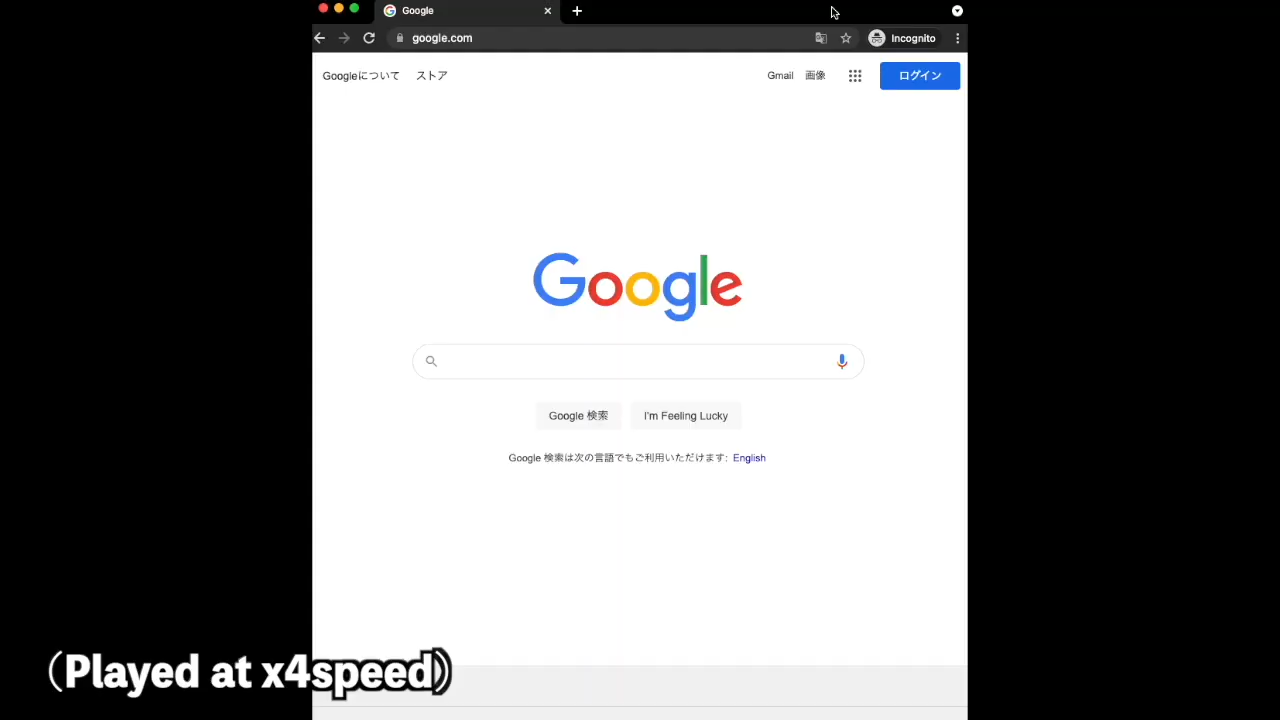 Google
google.com
Incognito
Googleについて ストア
Gmail 画像
ログイン
Google
Google 検索 I'm Feeling Lucky
Google 検索は次の言語でもご利用いただけます: English
(Played at x4speed)